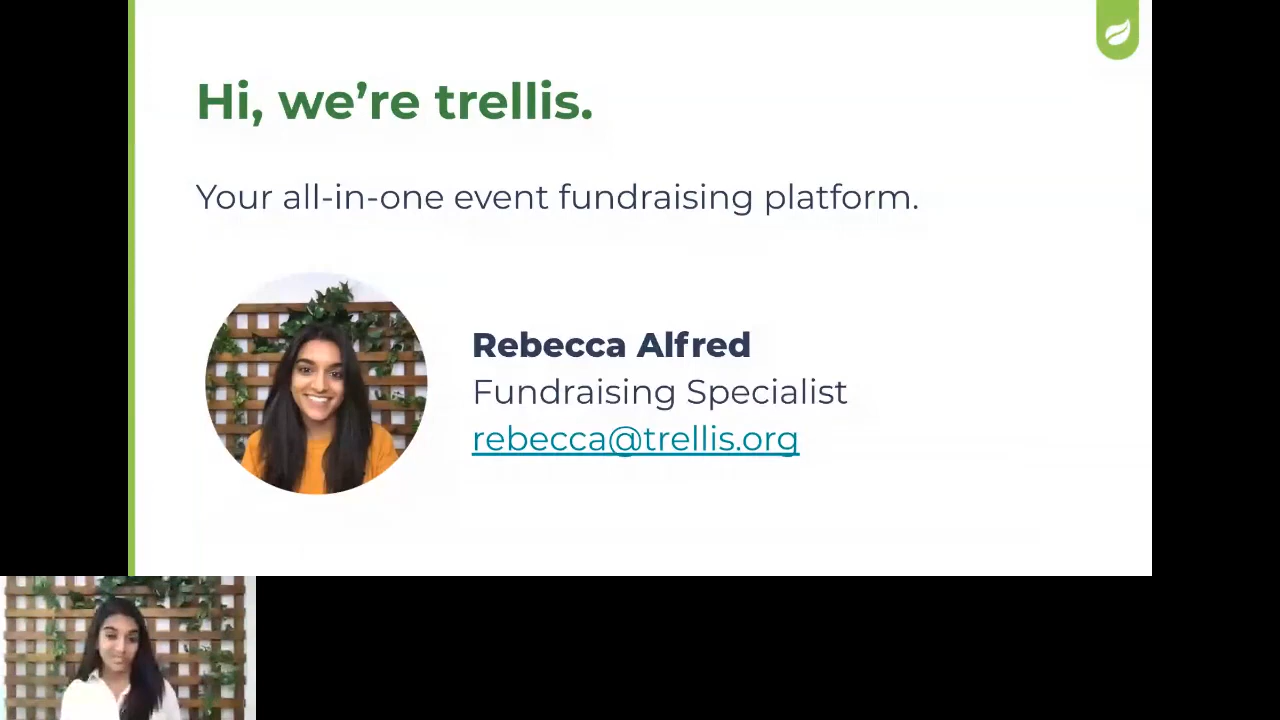 Hi, we’re trellis.
Your all-in-one event fundraising platform.
Rebecca Alfred
Fundraising Specialist
rebecca@trellis.org